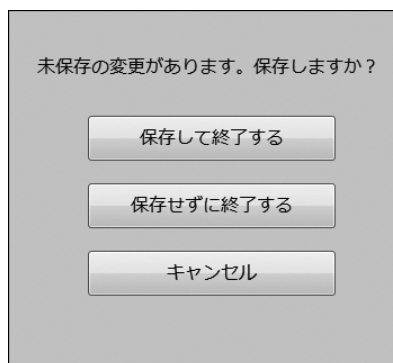 未保存の変更があります。保存しますか？
保存して終了する
保存せずに終了する
キャンセル